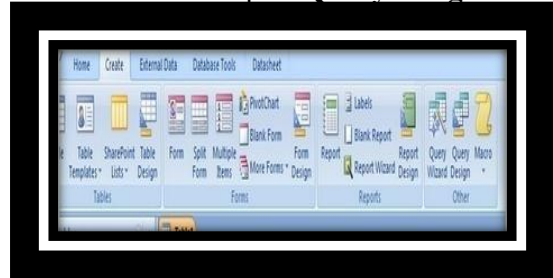 Home Create External Data Database Tools Datasheet
Table Templates SharePoint Lists Table Design
Form Split Form Multiple Items PivotChart Blank Form More Forms Form Design
Report Labels Blank Report Report Wizard Report Design
Query Wizard Query Design Macro
Tables Forms Reports Other